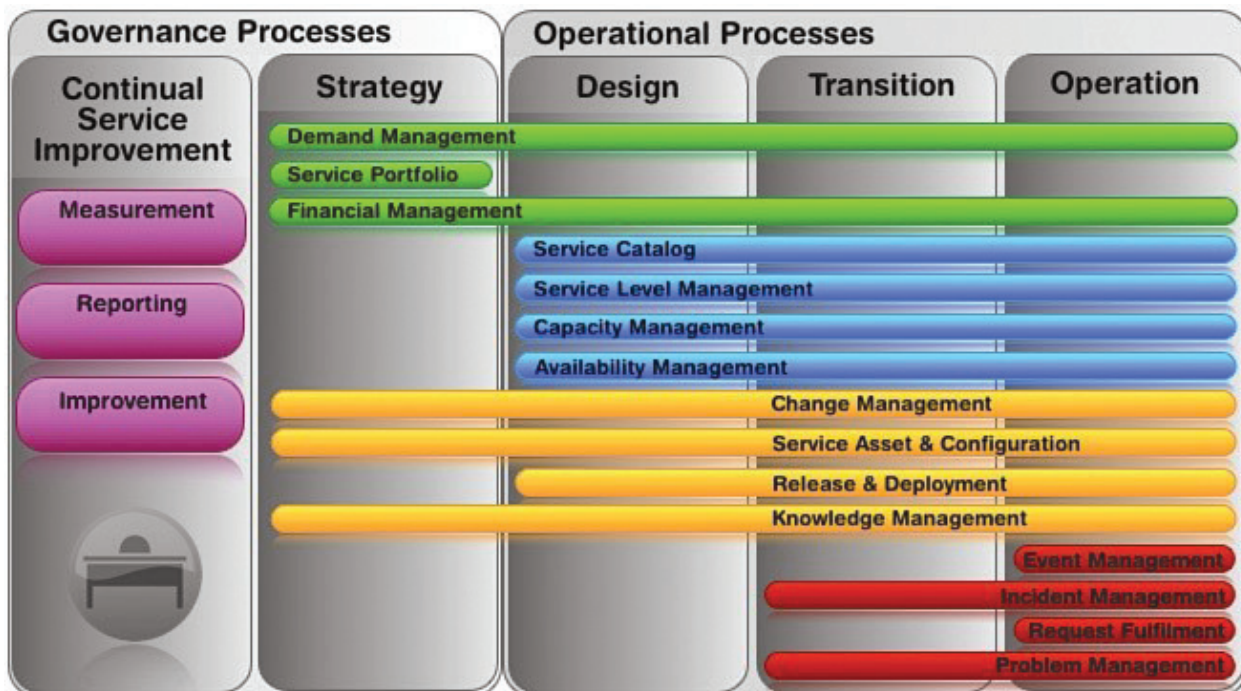 Governance Processes
Operational Processes
Continual
Service
Improvement
Strategy
Design
Transition
Operation
Demand Management
Service Portfolio
Financial Management
Service Catalog
Service Level Management
Capacity Management
Availability Management
Change Management
Service Asset & Configuration
Release & Deployment
Knowledge Management
Event Management
Incident Management
Request Fulfilment
Problem Management
Measurement
Reporting
Improvement